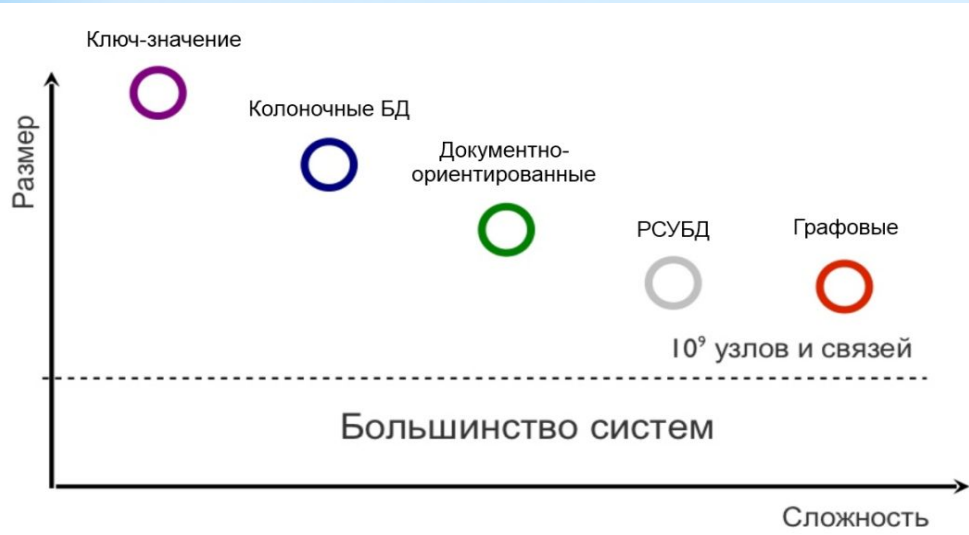 Ключ-значение
Колоночные БД
Документно-
ориентированные
РСУБД
Графовые
Размер
10⁹ узлов и связей
Большинство систем
Сложность